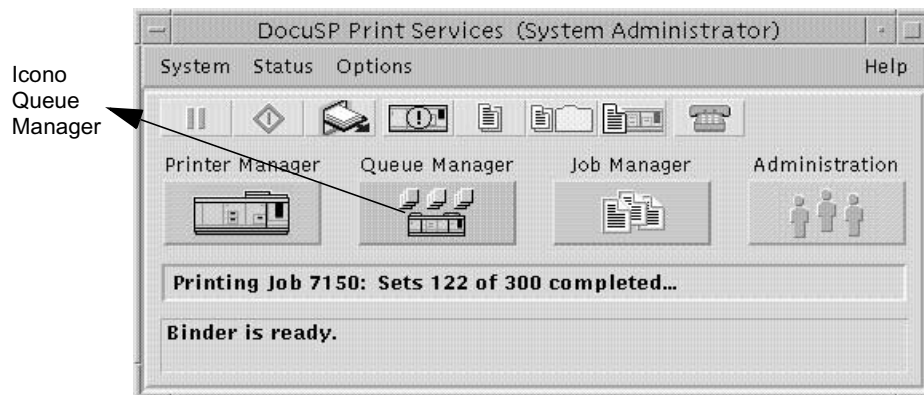 DocuSP Print Services (System Administrator)
System Status Options Help
Icono
Queue
Manager
Printer Manager Queue Manager Job Manager Administration
Printing Job 7150: Sets 122 of 300 completed...
Binder is ready.